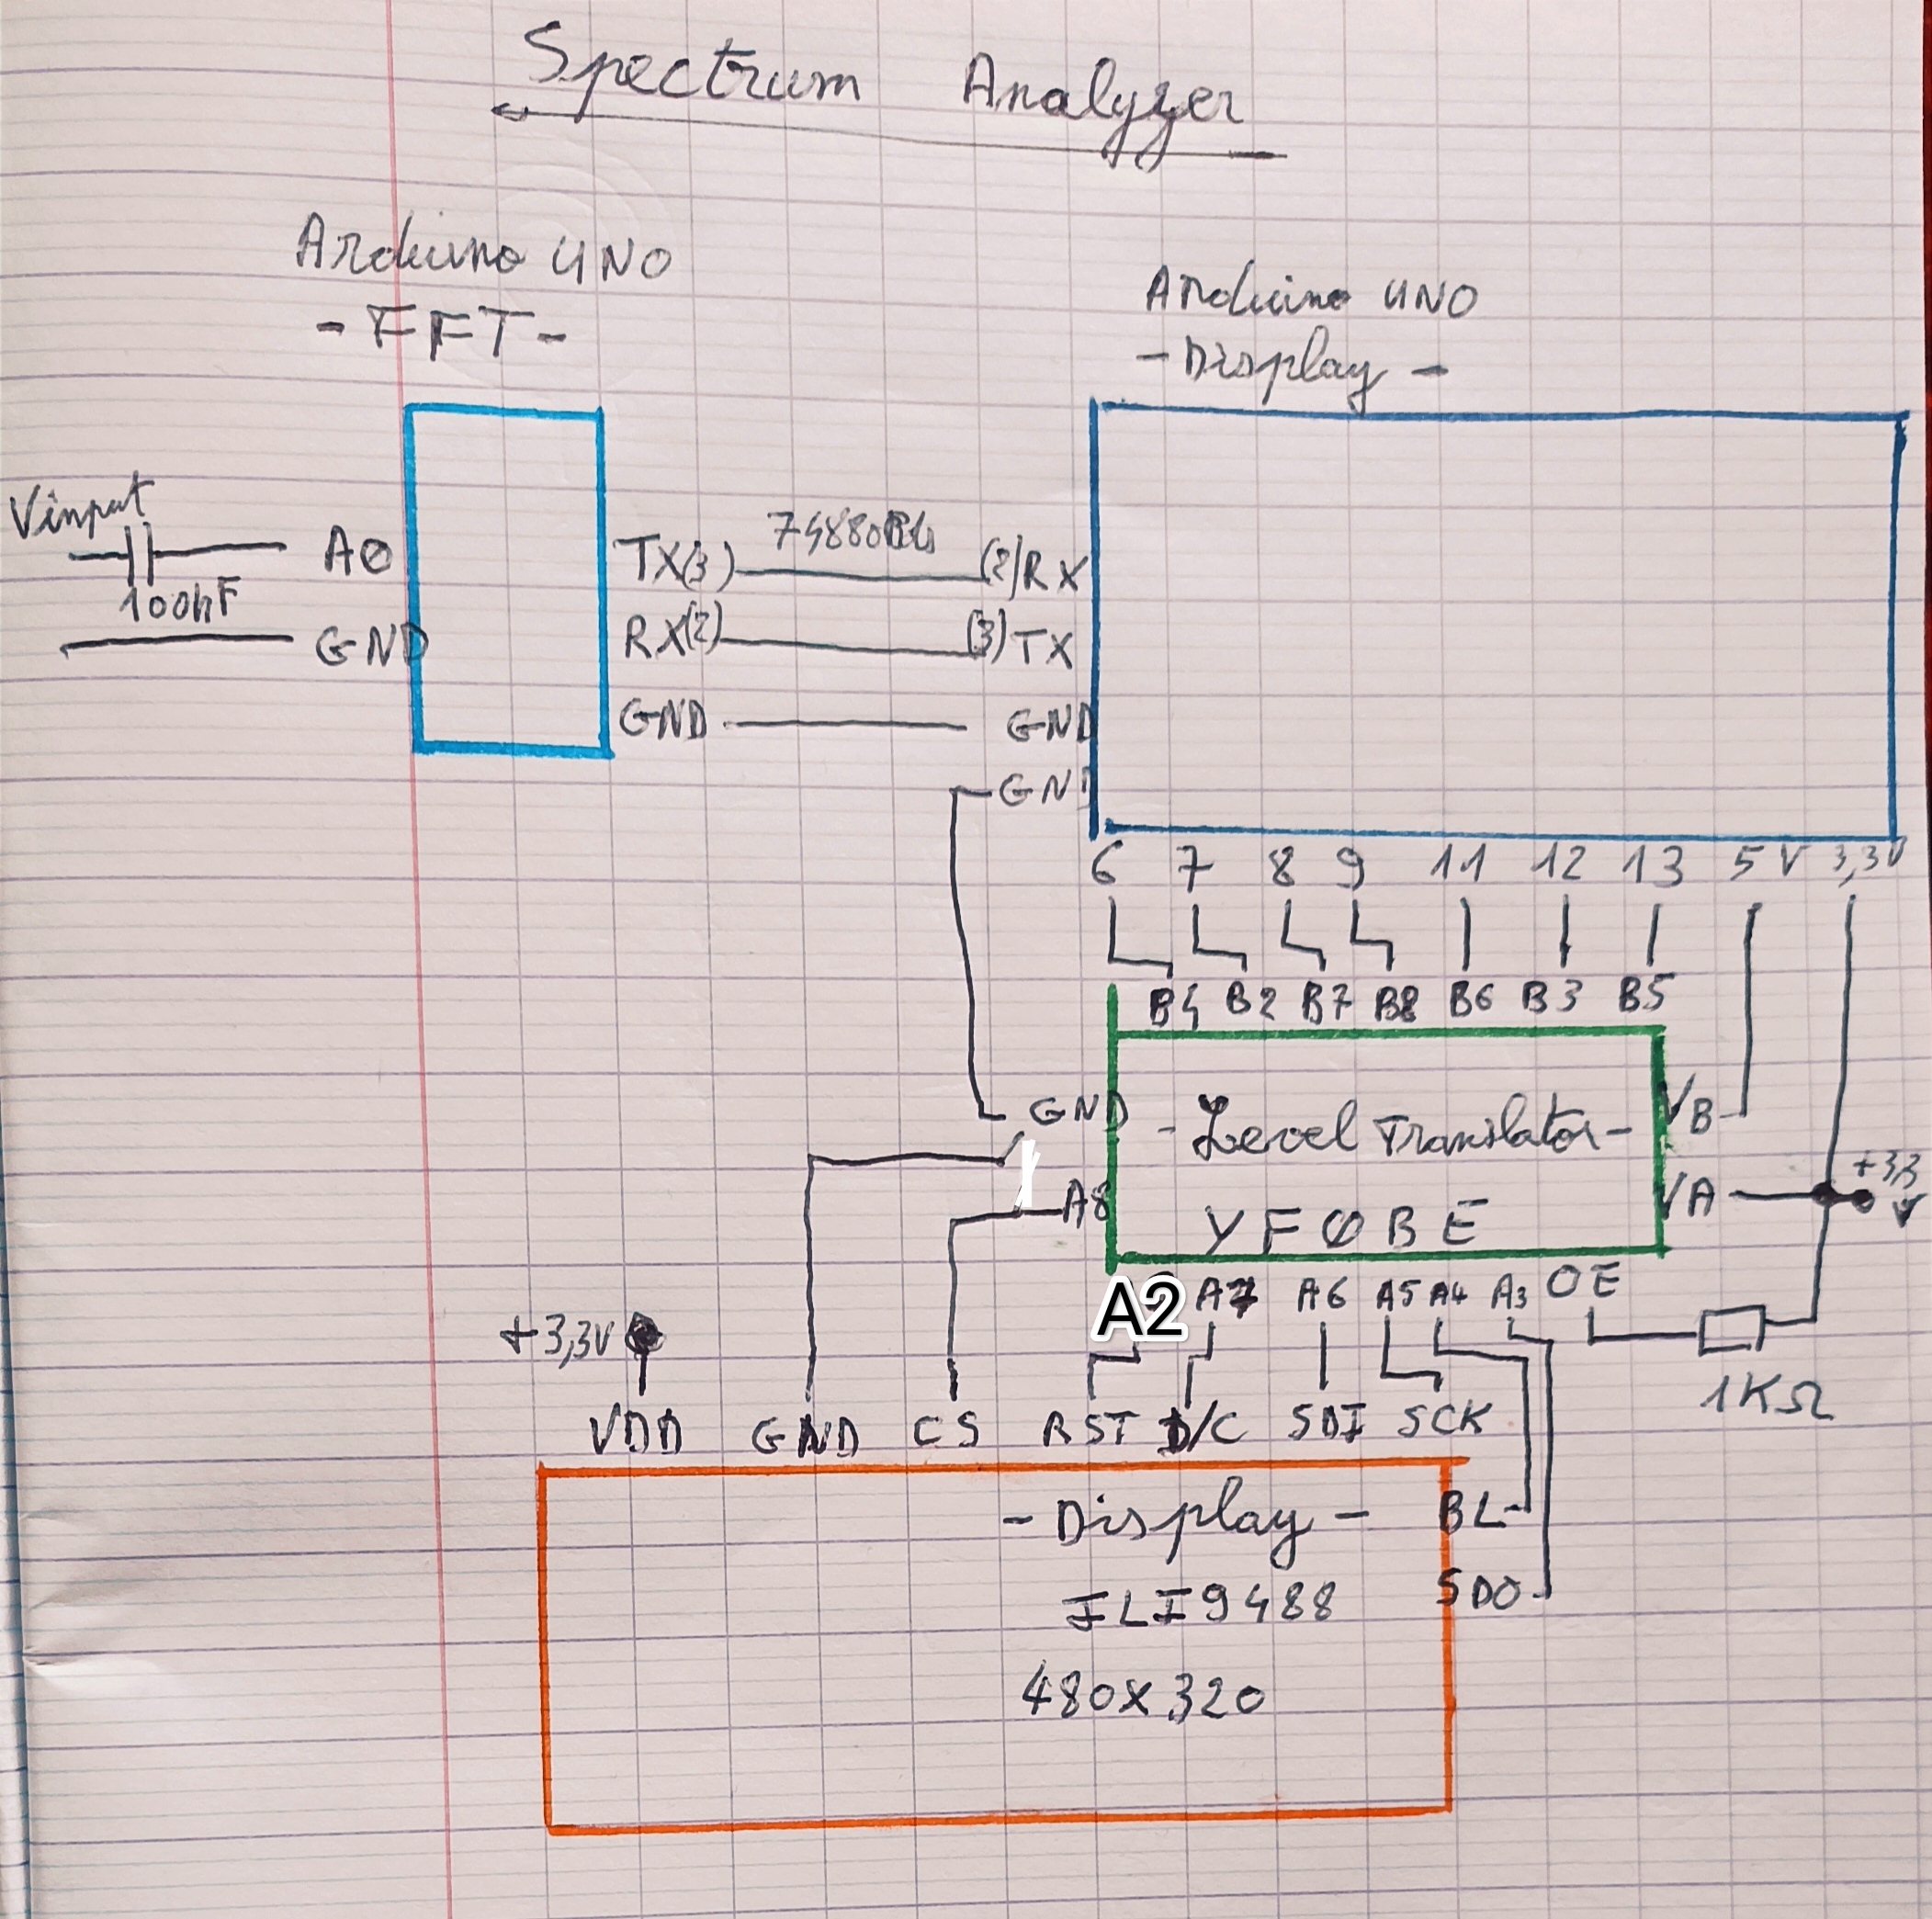 Spectrum Analyzer
Arduino UNO
-FFT-
Arduino UNO
-Display-
Vinput
100nF
A0
GND
TX(3)
74880
(2)RX
RX(2)
(3)TX
GND
GND
GND
6 7 8 9 11 12 13 5V 3,3V
B4 B2 B7 B8 B6 B3 B5
GND
A8
-Level Translator-
YF0BE
VB
VA
+3,3V
A2 A7 A6 A5 A4 A3 OE
1KΩ
+3,3V
VDD GND CS RST D/C SDI SCK
BL
SDO
-Display-
ILI9488
480x320